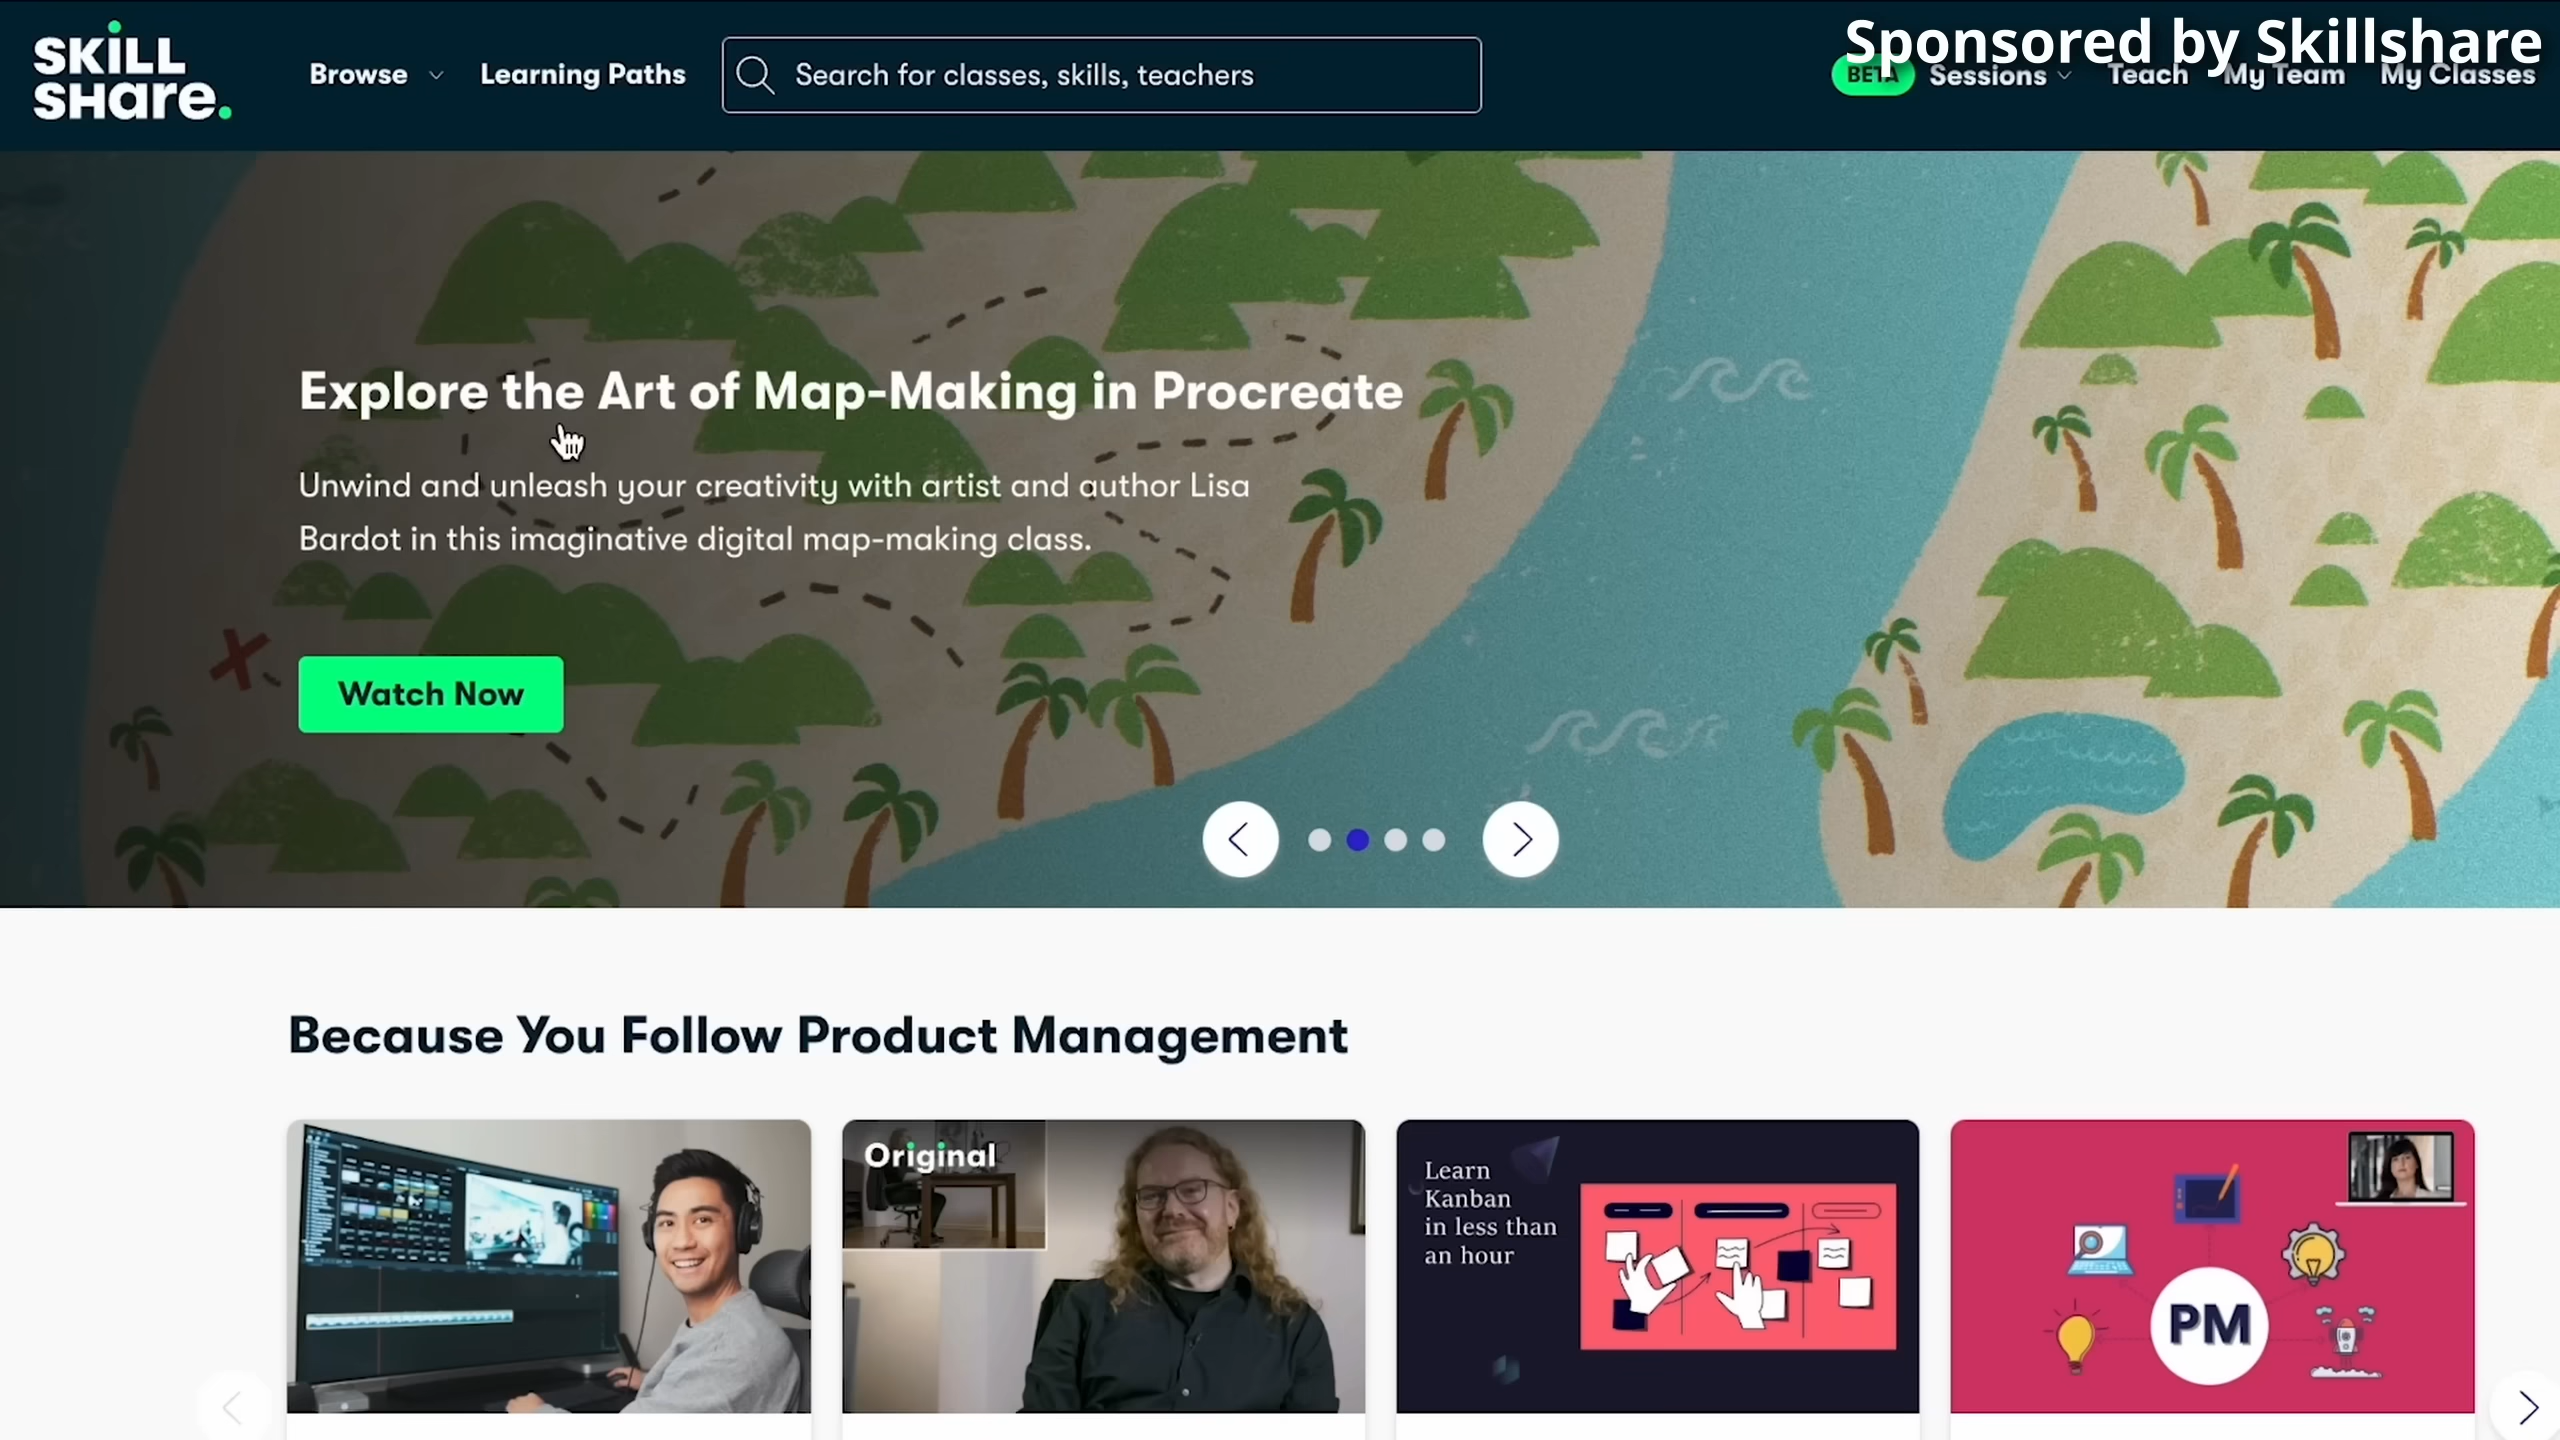 SKILL
SHare.
Browse
Learning Paths
Search for classes, skills, teachers
Sponsored by Skillshare
BETA
Sessions
Teach
My Team
My Classes
Explore the Art of Map-Making in Procreate
Unwind and unleash your creativity with artist and author Lisa
Bardot in this imaginative digital map-making class.
Watch Now
Because You Follow Product Management
Original
Learn
Kanban
in less than
an hour
PM